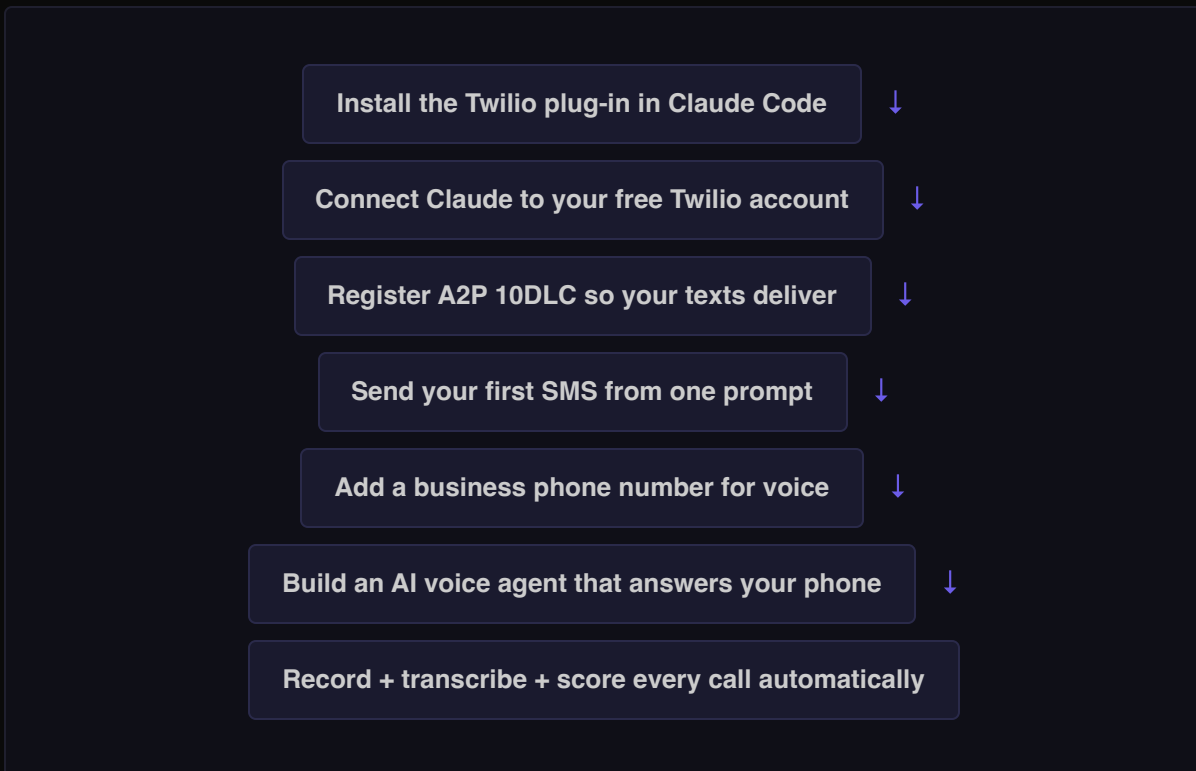 Install the Twilio plug-in in Claude Code ↓
Connect Claude to your free Twilio account ↓
Register A2P 10DLC so your texts deliver ↓
Send your first SMS from one prompt ↓
Add a business phone number for voice ↓
Build an AI voice agent that answers your phone ↓
Record + transcribe + score every call automatically